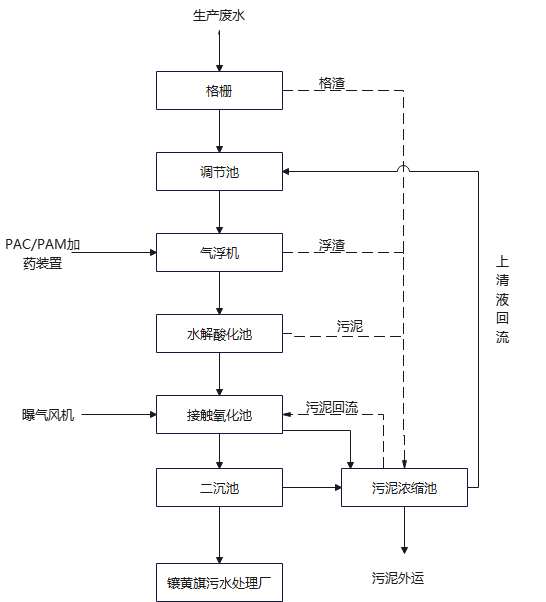 生产废水
格栅
格渣
调节池
PAC/PAM加
药装置
气浮机
浮渣
上
清
液
回
流
水解酸化池
污泥
曝气风机
接触氧化池
污泥回流
二沉池
污泥浓缩池
镶黄旗污水处理厂
污泥外运